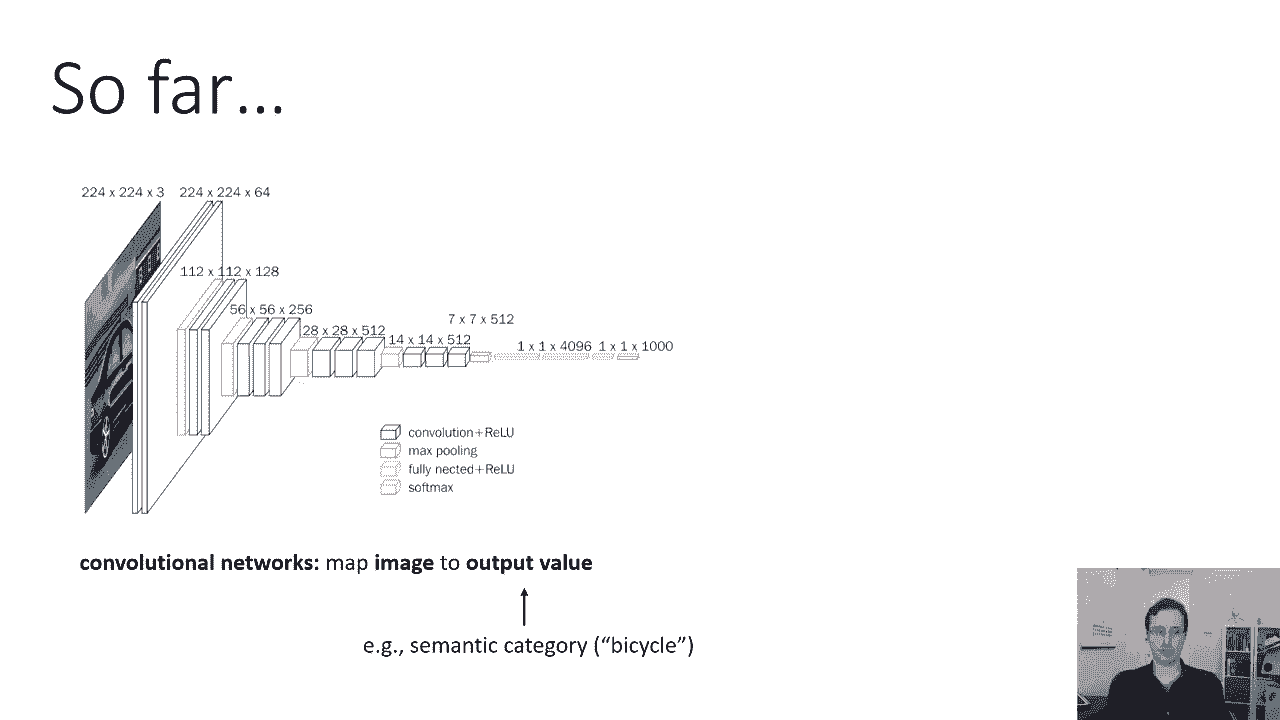 So far...
224 x 224 x 3 224 x 224 x 64
112 x 112 x 128
56 x 56 x 256
28 x 28 x 512
14 x 14 x 512
7 x 7 x 512
1 x 1 x 4096 1 x 1 x 1000
convolution+ReLU
max pooling
fully nected+ReLU
softmax
convolutional networks: map image to output value
e.g., semantic category (“bicycle”)